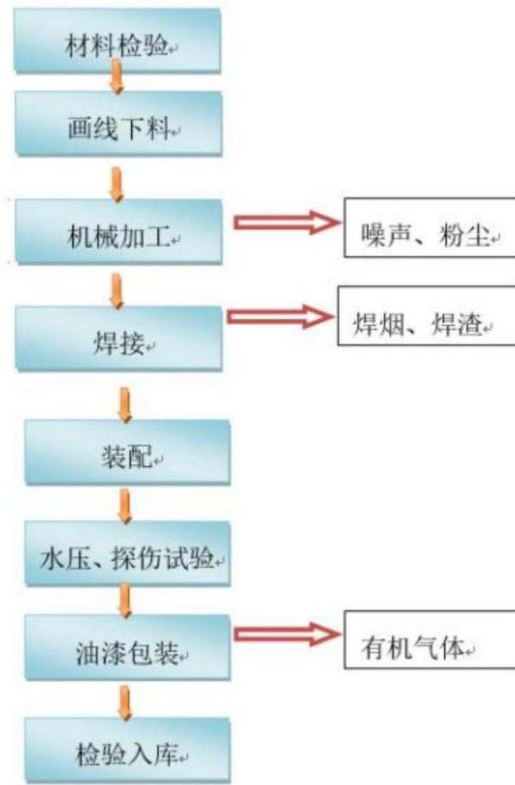 材料检验
画线下料
机械加工
噪声、粉尘
焊接
焊烟、焊渣
装配
水压、探伤试验
油漆包装
有机气体
检验入库